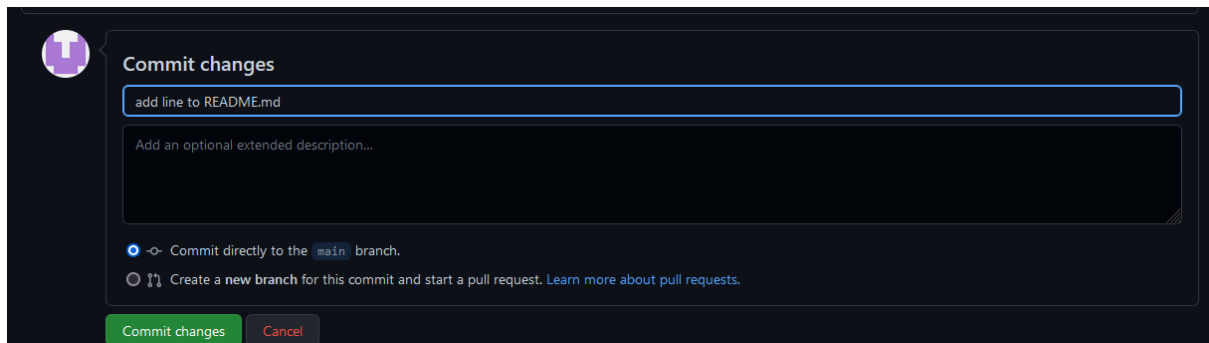 Commit changes
add line to README.md
Add an optional extended description...
Commit directly to the main branch.
Create a new branch for this commit and start a pull request. Learn more about pull requests.
Commit changes Cancel